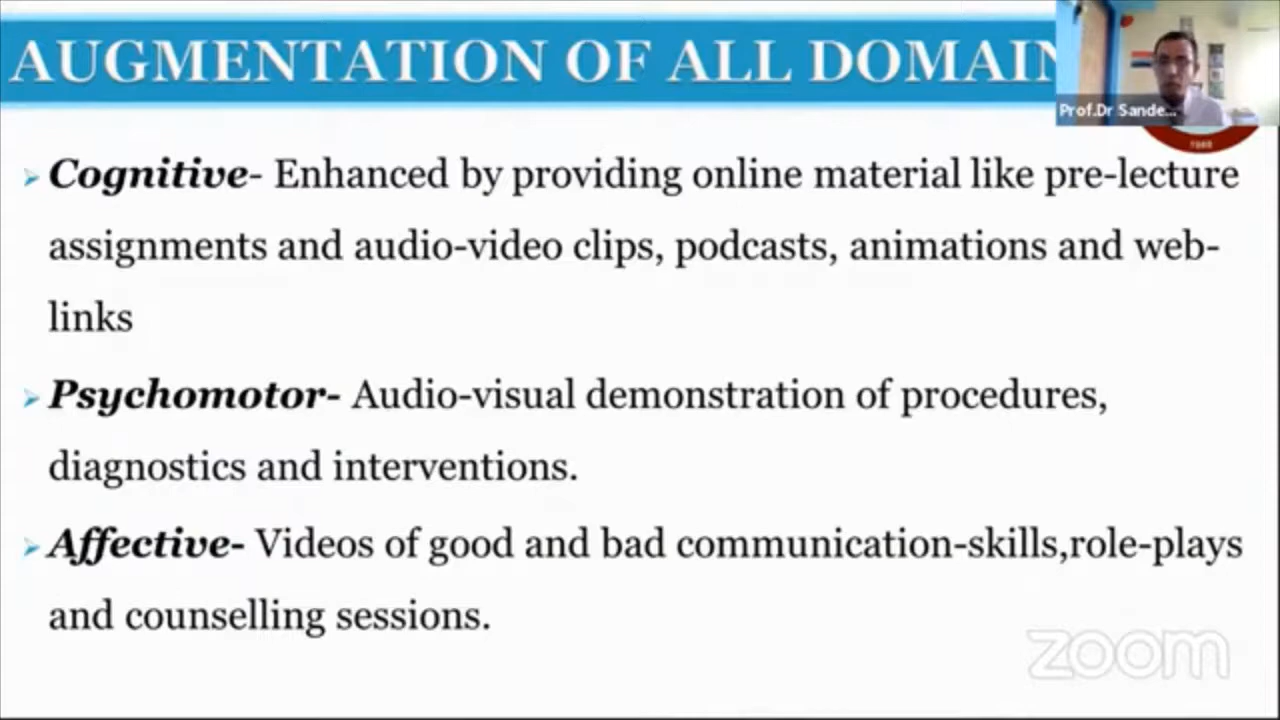 AUGMENTATION OF ALL DOMAIN
Prof.Dr Sande...
1988
Cognitive- Enhanced by providing online material like pre-lecture
assignments and audio-video clips, podcasts, animations and web-
links
Psychomotor- Audio-visual demonstration of procedures,
diagnostics and interventions.
Affective- Videos of good and bad communication-skills,role-plays
and counselling sessions.
zoom